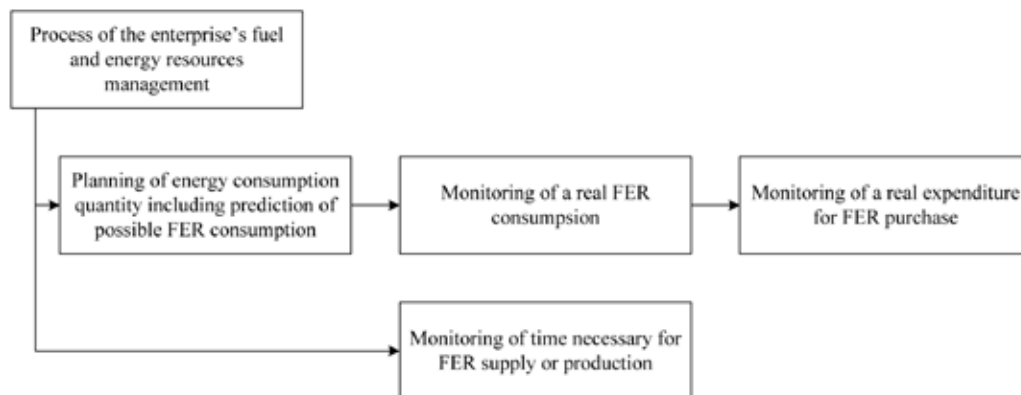 Process of the enterprise's fuel
and energy resources
management
Planning of energy consumption
quantity including prediction of
possible FER consumption
Monitoring of a real FER
consumpsion
Monitoring of a real expenditure
for FER purchase
Monitoring of time necessary for
FER supply or production